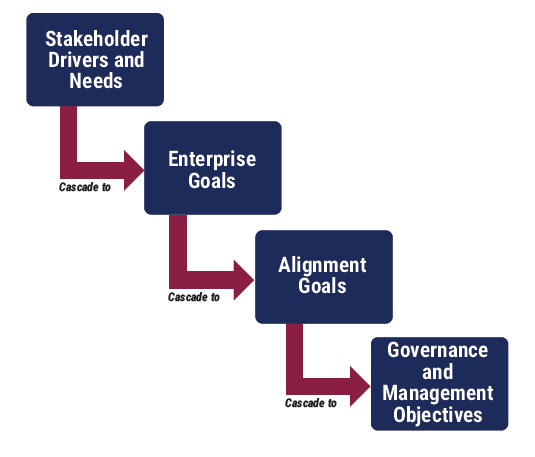 Stakeholder
Drivers and
Needs
Cascade to
Enterprise
Goals
Cascade to
Alignment
Goals
Cascade to
Governance
and
Management
Objectives